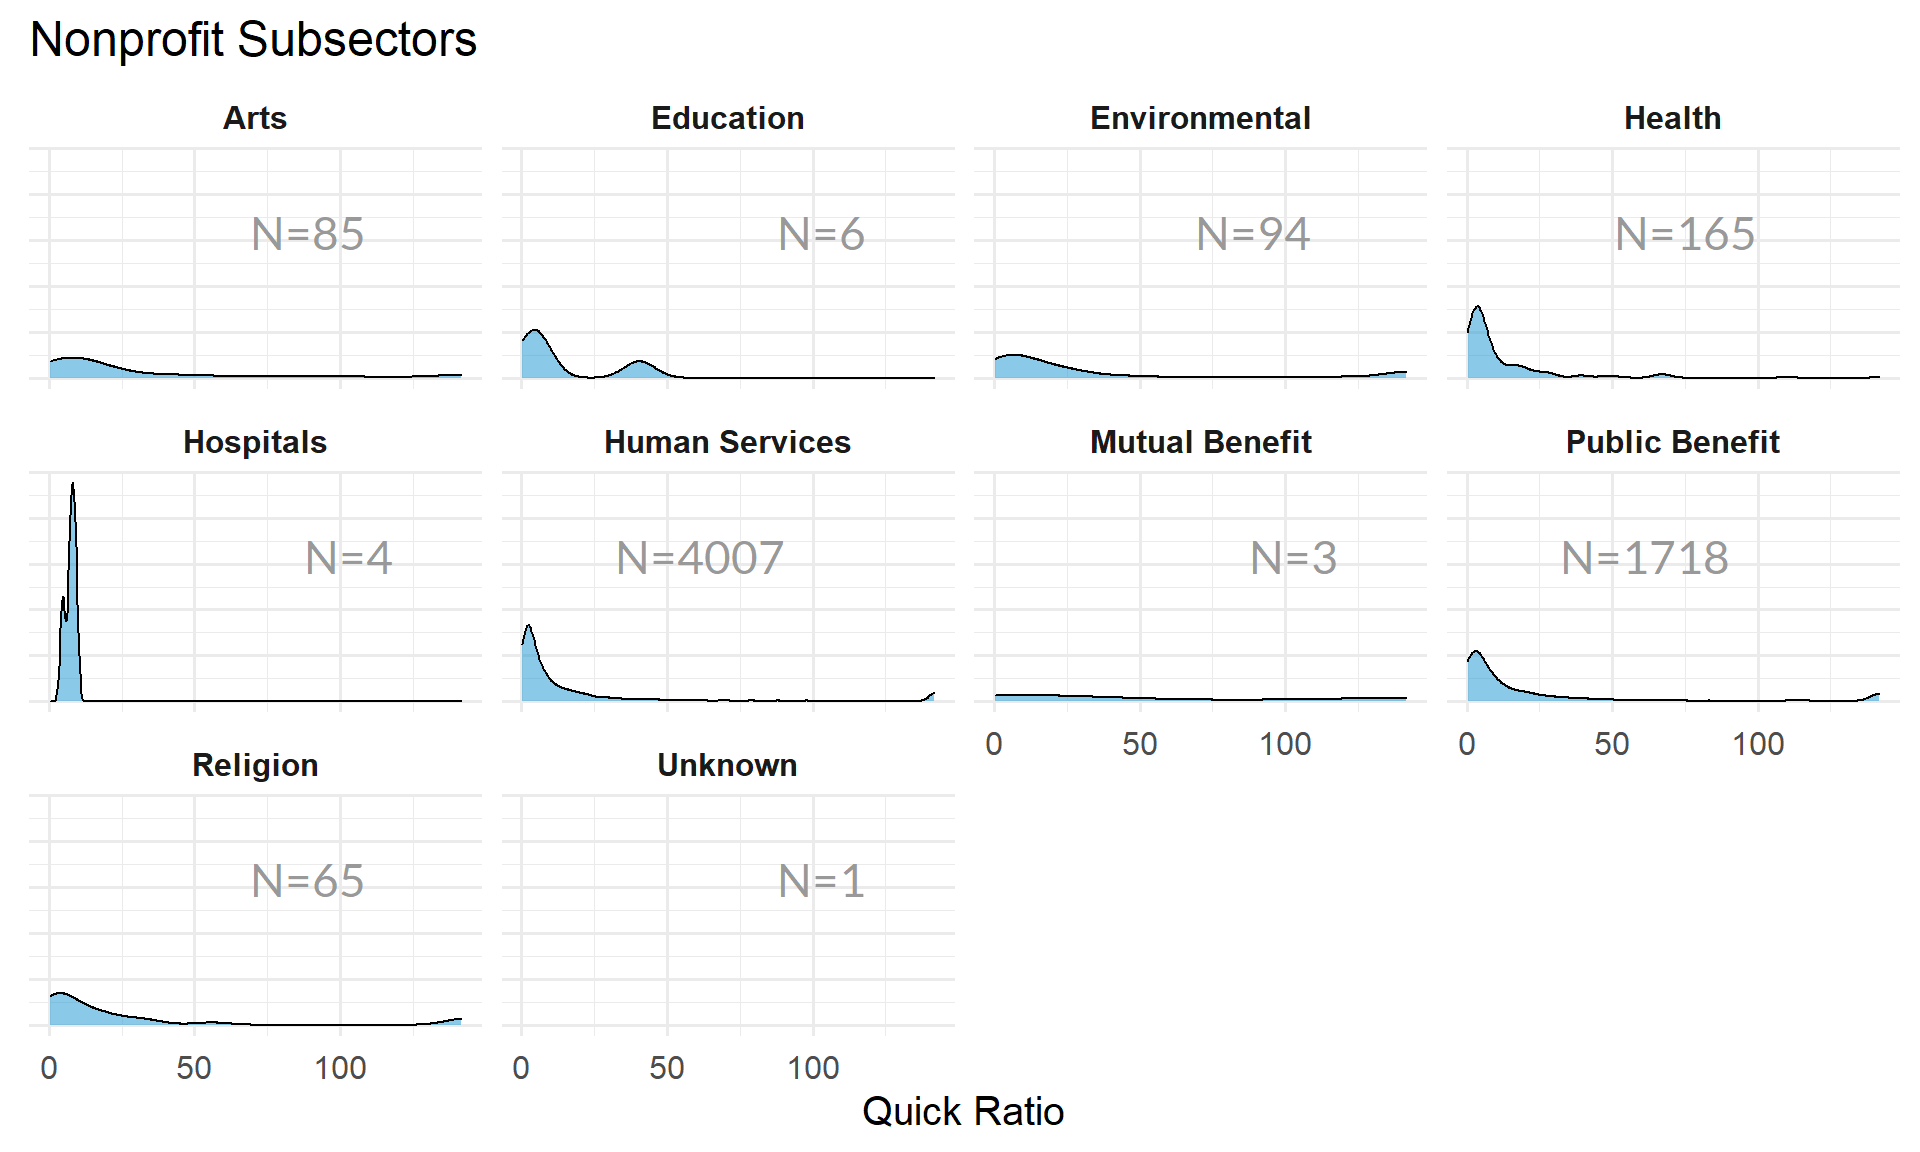 Nonprofit Subsectors
Arts Education Environmental Health
N=85 N=6 N=94 N=165
Hospitals Human Services Mutual Benefit Public Benefit
N=4 N=4007 N=3 N=1718
0 50 100 0 50 100
Religion Unknown
N=65 N=1
0 50 100 0 50 100
Quick Ratio